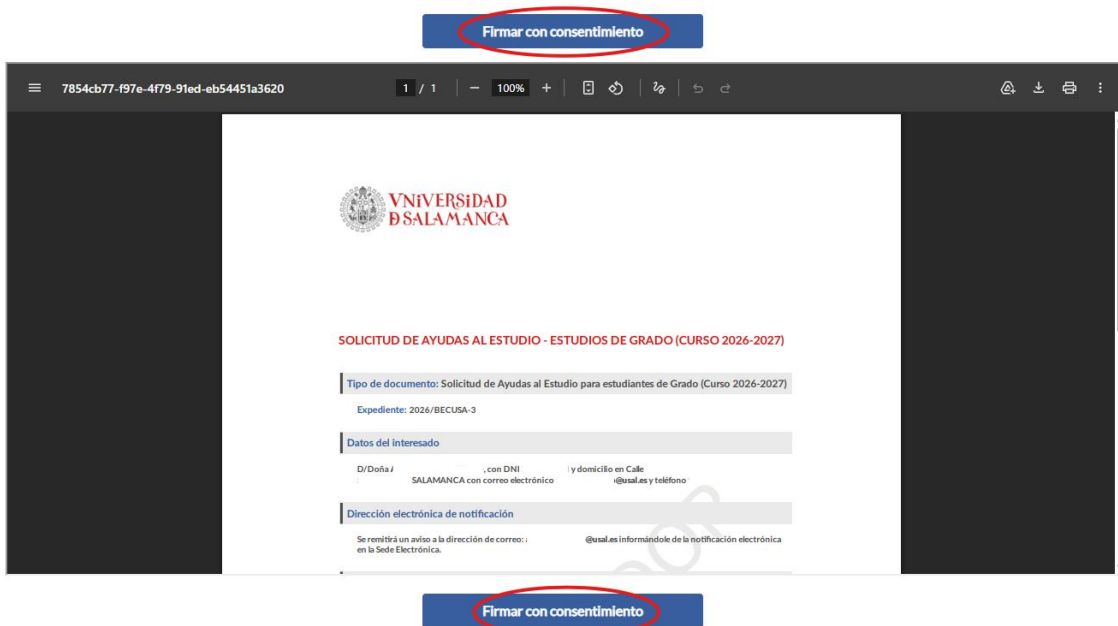 Firmar con consentimiento
7854cb77-f97e-4f79-91ed-eb54451a3620 1 / 1 100%
VNiVERSiDAD
D SALAMANCA
SOLICITUD DE AYUDAS AL ESTUDIO - ESTUDIOS DE GRADO (CURSO 2026-2027)
Tipo de documento: Solicitud de Ayudas al Estudio para estudiantes de Grado (Curso 2026-2027)
Expediente: 2026/BECUSA-3
Datos del interesado
D/Doña , con DNI y domicilio en Calle
SALAMANCA con correo electrónico @usal.es y teléfono
Dirección electrónica de notificación
Se remitirá un aviso a la dirección de correo: @usal.es informándole de la notificación electrónica
en la Sede Electrónica.
Firmar con consentimiento